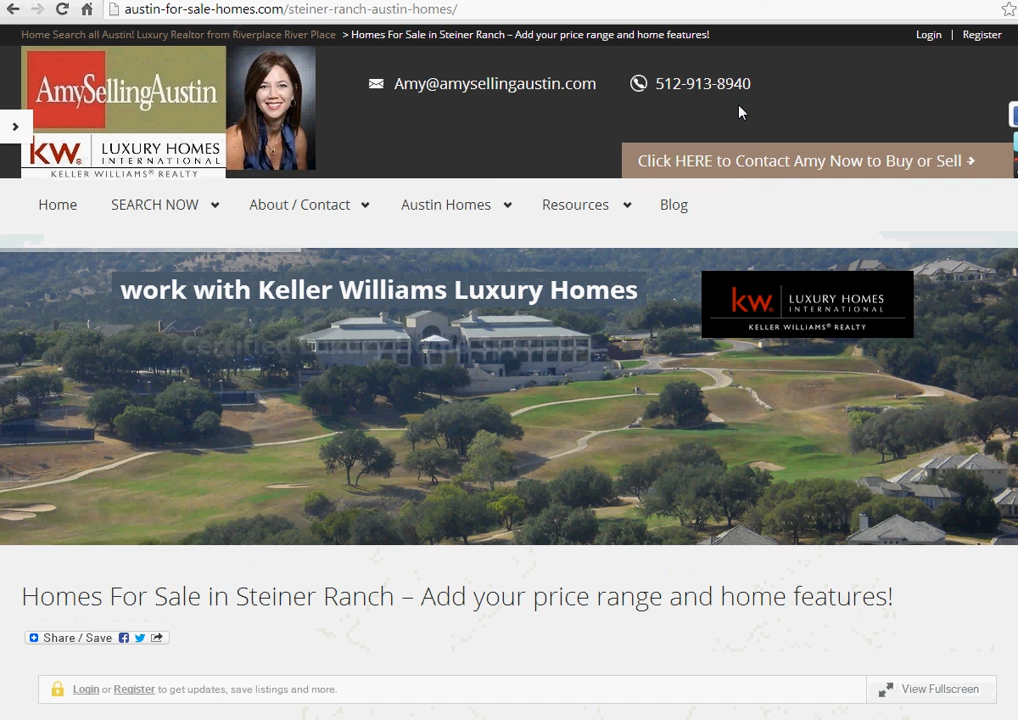 austin-for-sale-homes.com/steiner-ranch-austin-homes/
Home Search all Austin! Luxury Realtor from Riverplace River Place > Homes For Sale in Steiner Ranch – Add your price range and home features!
Login | Register
AmySellingAustin
kw® LUXURY HOMES
INTERNATIONAL
KELLER WILLIAMS® REALTY
Amy@amysellingaustin.com
512-913-8940
Click HERE to Contact Amy Now to Buy or Sell
Home SEARCH NOW About / Contact Austin Homes Resources Blog
work with Keller Williams Luxury Homes
kw LUXURY HOMES
INTERNATIONAL
KELLER WILLIAMS® REALTY
Homes For Sale in Steiner Ranch – Add your price range and home features!
Share / Save
Login or Register to get updates, save listings and more.
View Fullscreen